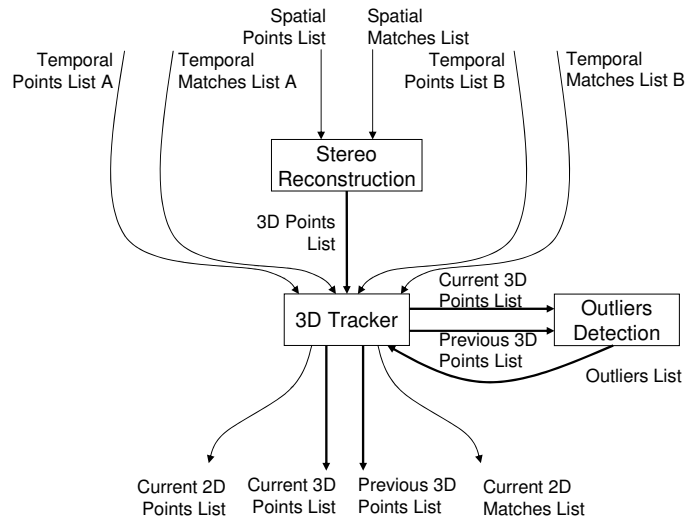 Spatial
Points List
Spatial
Matches List
Temporal
Points List A
Temporal
Matches List A
Temporal
Points List B
Temporal
Matches List B
Stereo
Reconstruction
3D Points
List
Current 3D
Points List
3D Tracker
Outliers
Detection
Previous 3D
Points List
Outliers List
Current 2D
Points List
Current 3D
Points List
Previous 3D
Points List
Current 2D
Matches List